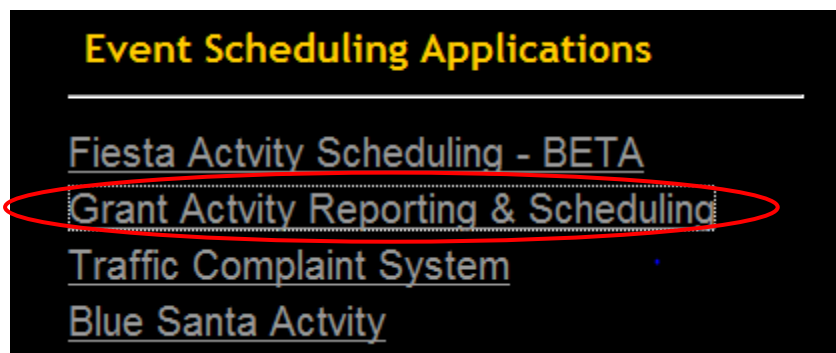 Event Scheduling Applications
Fiesta Actvity Scheduling - BETA
Grant Actvity Reporting & Scheduling
Traffic Complaint System
Blue Santa Actvity